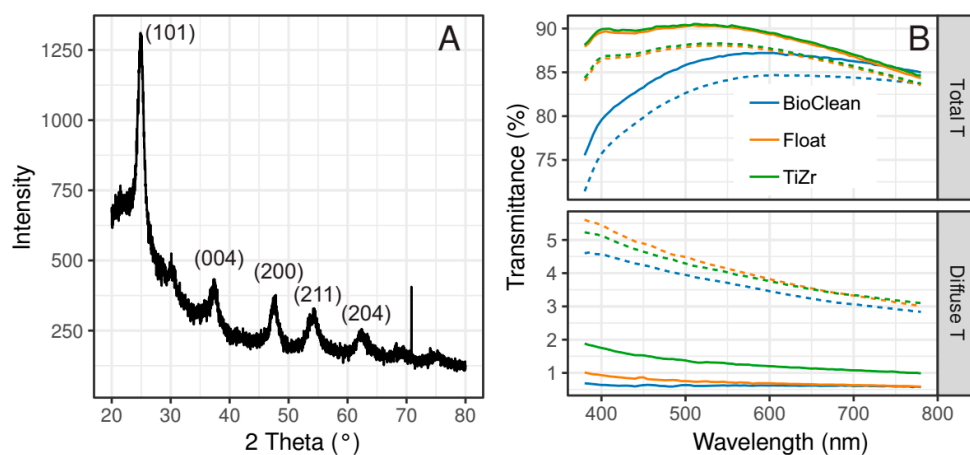 A
(101)
(004)
(200)
(211)
(204)
1250
1000
750
500
250
20 30 40 50 60 70 80
2 Theta (°)
Intensity
B
90
85
80
75
BioClean
Float
TiZr
Total T
5
4
3
2
1
Diffuse T
400 500 600 700 800
Wavelength (nm)
Transmittance (%)